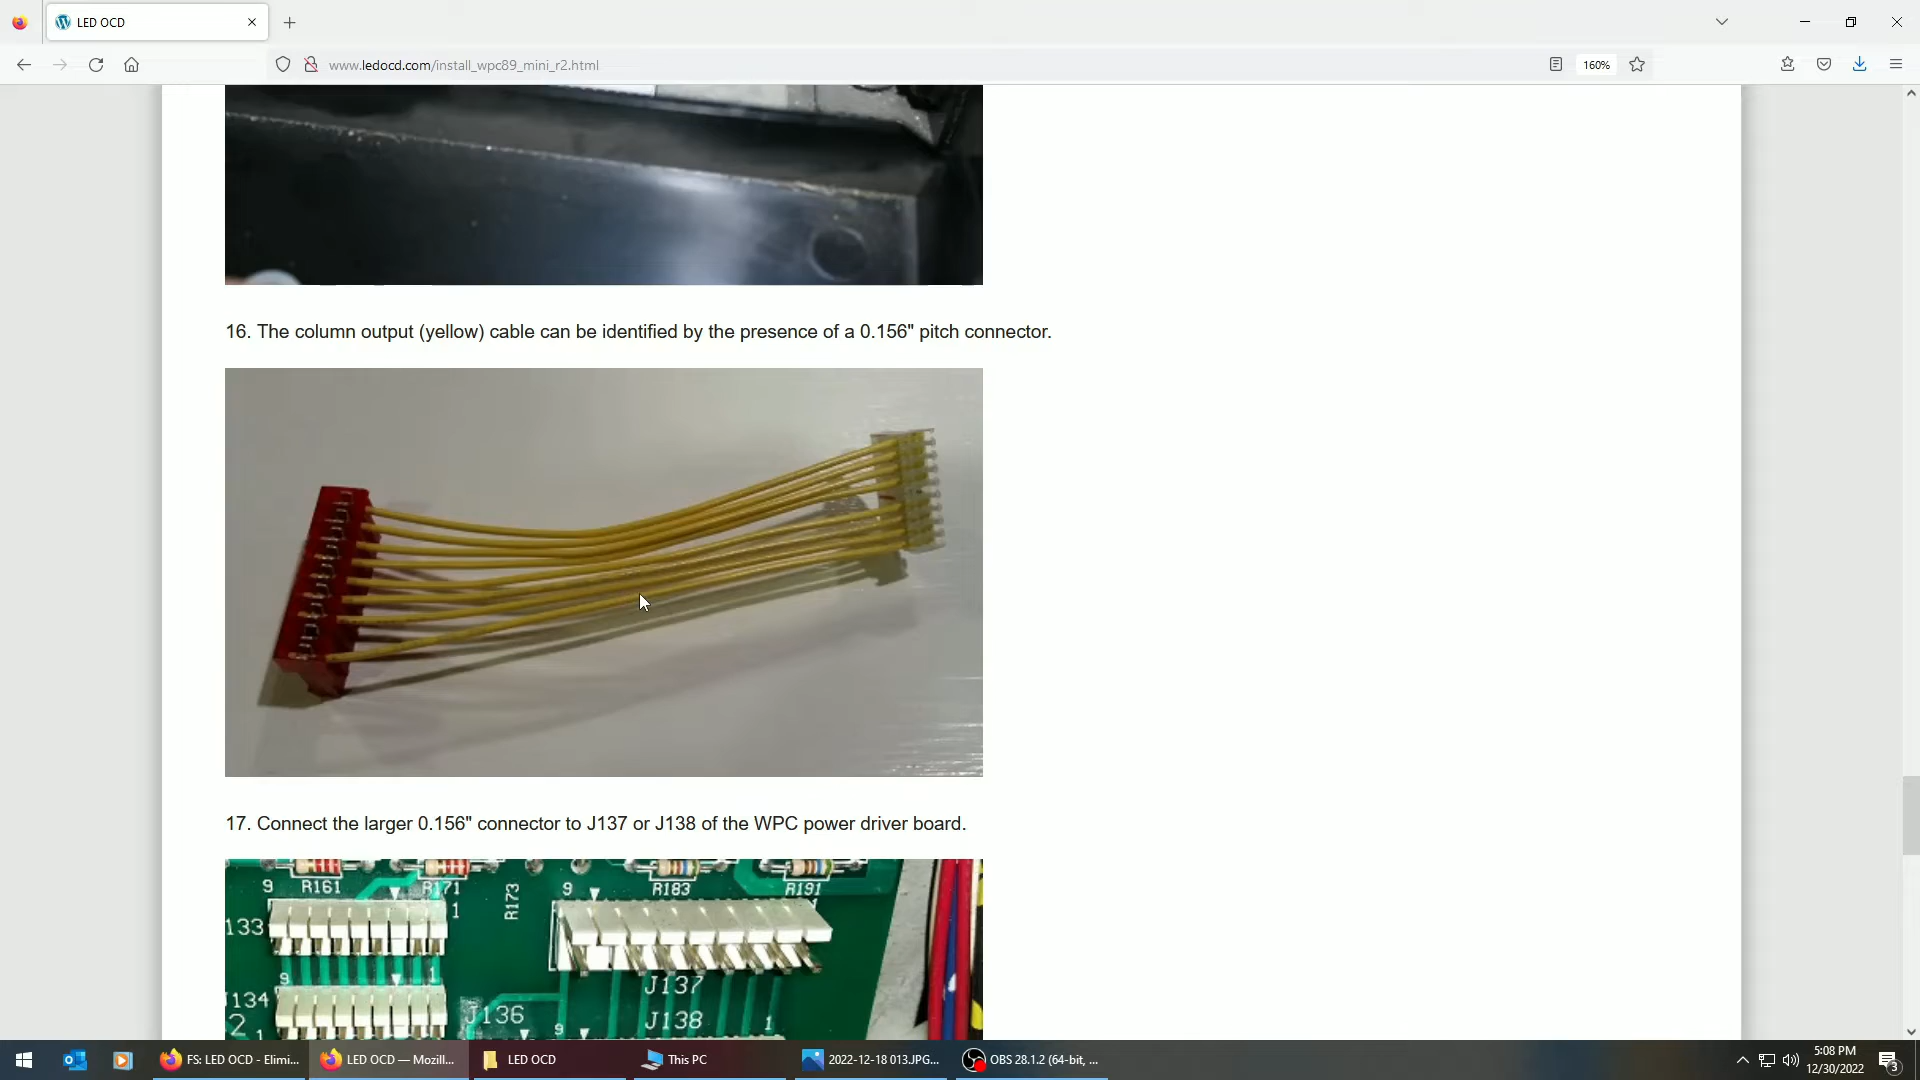 LED OCD
www.ledocd.com/install_wpc89_mini_r2.html
160%
16. The column output (yellow) cable can be identified by the presence of a 0.156" pitch connector.
17. Connect the larger 0.156" connector to J137 or J138 of the WPC power driver board.
9 R161 R171 R173 9 R183 R191
133 1
J137
9 1
134 J136 J138
2 1 9 1
FS: LED OCD - Elimi...
LED OCD — Mozill...
LED OCD
This PC
2022-12-18 013.JPG...
OBS 28.1.2 (64-bit, ...
5:08 PM
12/30/2022
3